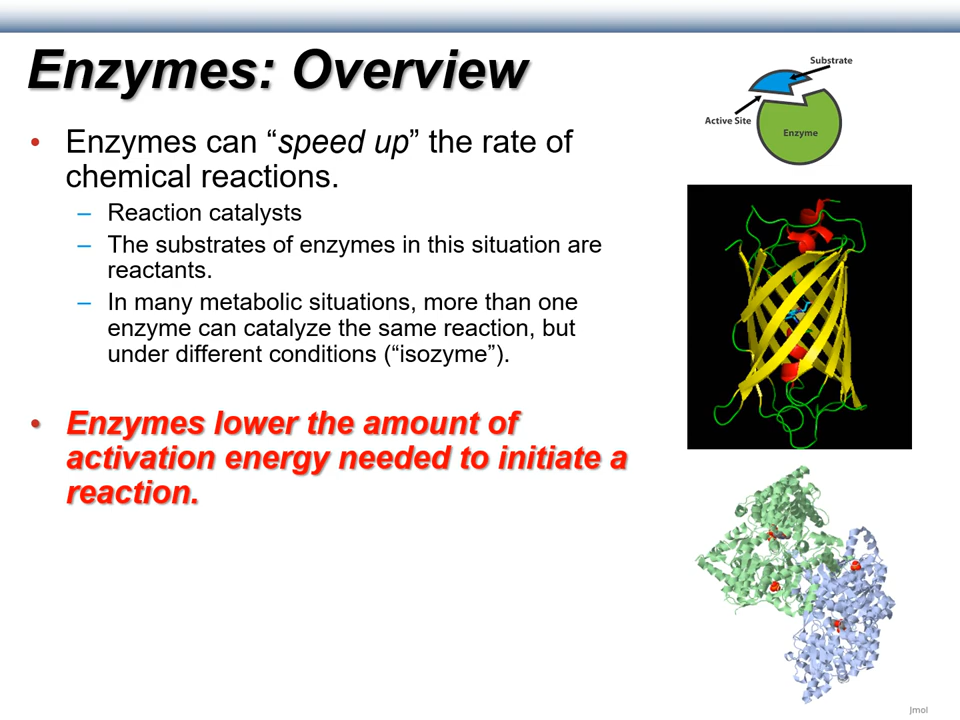 Enzymes: Overview
• Enzymes can “speed up” the rate of
chemical reactions.
– Reaction catalysts
– The substrates of enzymes in this situation are
reactants.
– In many metabolic situations, more than one
enzyme can catalyze the same reaction, but
under different conditions (“isozyme”).
• Enzymes lower the amount of
activation energy needed to initiate a
reaction.
Substrate
Active Site
Enzyme
Jmol